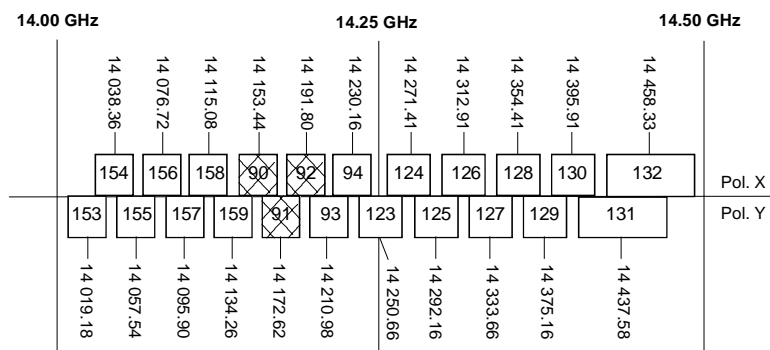 14.00 GHz 14.25 GHz 14.50 GHz
14 038.36 14 076.72 14 115.08 14 153.44 14 191.80 14 230.16 14 271.41 14 312.91 14 354.41 14 395.91 14 458.33
154 156 158 90 92 94 124 126 128 130 132 Pol. X
153 155 157 159 91 93 123 125 127 129 131 Pol. Y
14 019.18 14 057.54 14 095.90 14 134.26 14 172.62 14 210.98 14 250.66 14 292.16 14 333.66 14 375.16 14 437.58